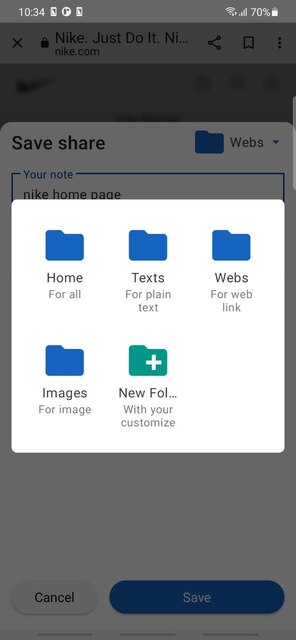 10:34
70%
Nike. Just Do It. Ni...
nike.com
Save share
Webs
Your note
nike home page
Home
For all
Texts
For plain
text
Webs
For web
link
Images
For image
New Fol...
With your
customize
Cancel
Save